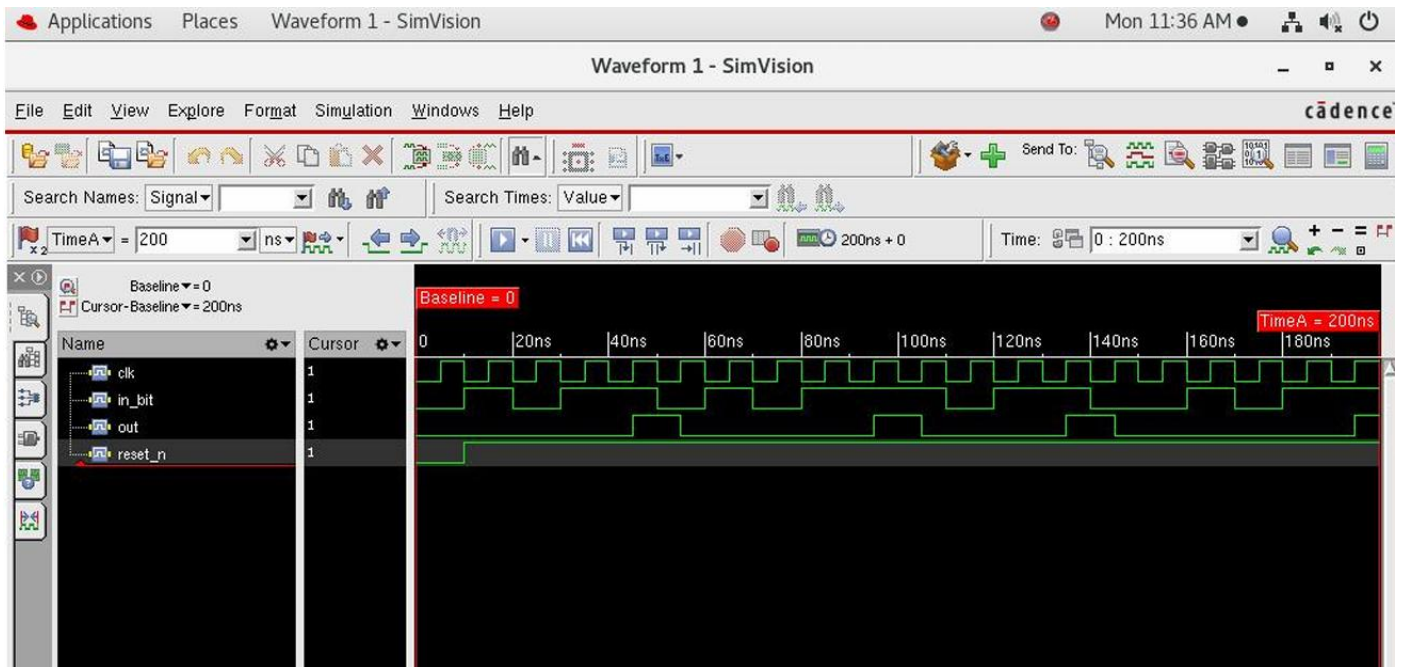 Applications Places Waveform 1 - SimVision Mon 11:36 AM
Waveform 1 - SimVision
File Edit View Explore Format Simulation Windows Help cādence
Send To:
Search Names: Signal Search Times: Value
x2 TimeA = 200 ns 200ns + 0 Time: 0 : 200ns
Baseline = 0
Cursor-Baseline = 200ns
Baseline = 0
TimeA = 200ns
Name Cursor 0 20ns 40ns 60ns 80ns 100ns 120ns 140ns 160ns 180ns
clk 1
in_bit 1
out 1
reset_n 1